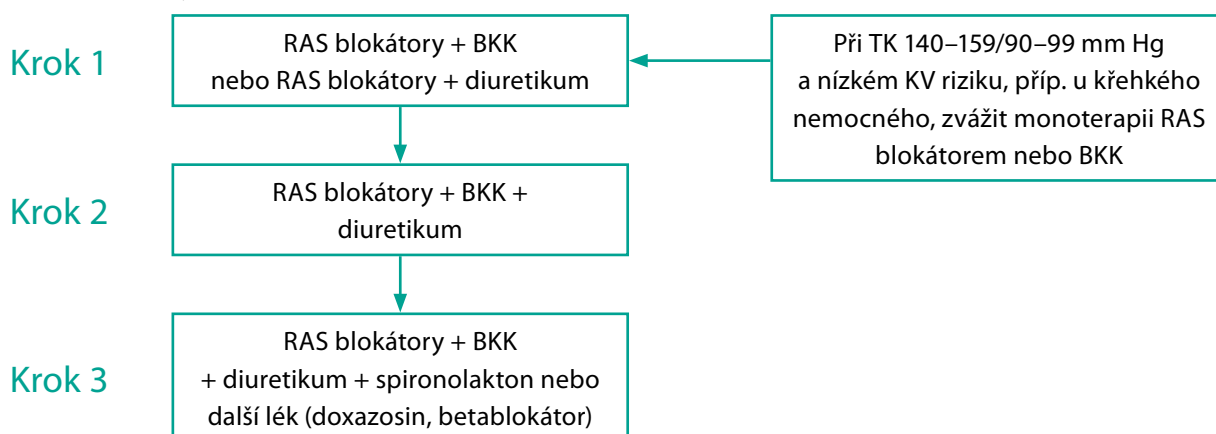 Krok 1
RAS blokátory + BKK
nebo RAS blokátory + diuretikum
Při TK 140–159/90–99 mm Hg
a nízkém KV riziku, příp. u křehkého
nemocného, zvážit monoterapii RAS
blokátorem nebo BKK
Krok 2
RAS blokátory + BKK +
diuretikum
Krok 3
RAS blokátory + BKK
+ diuretikum + spironolakton nebo
další lék (doxazosin, betablokátor)